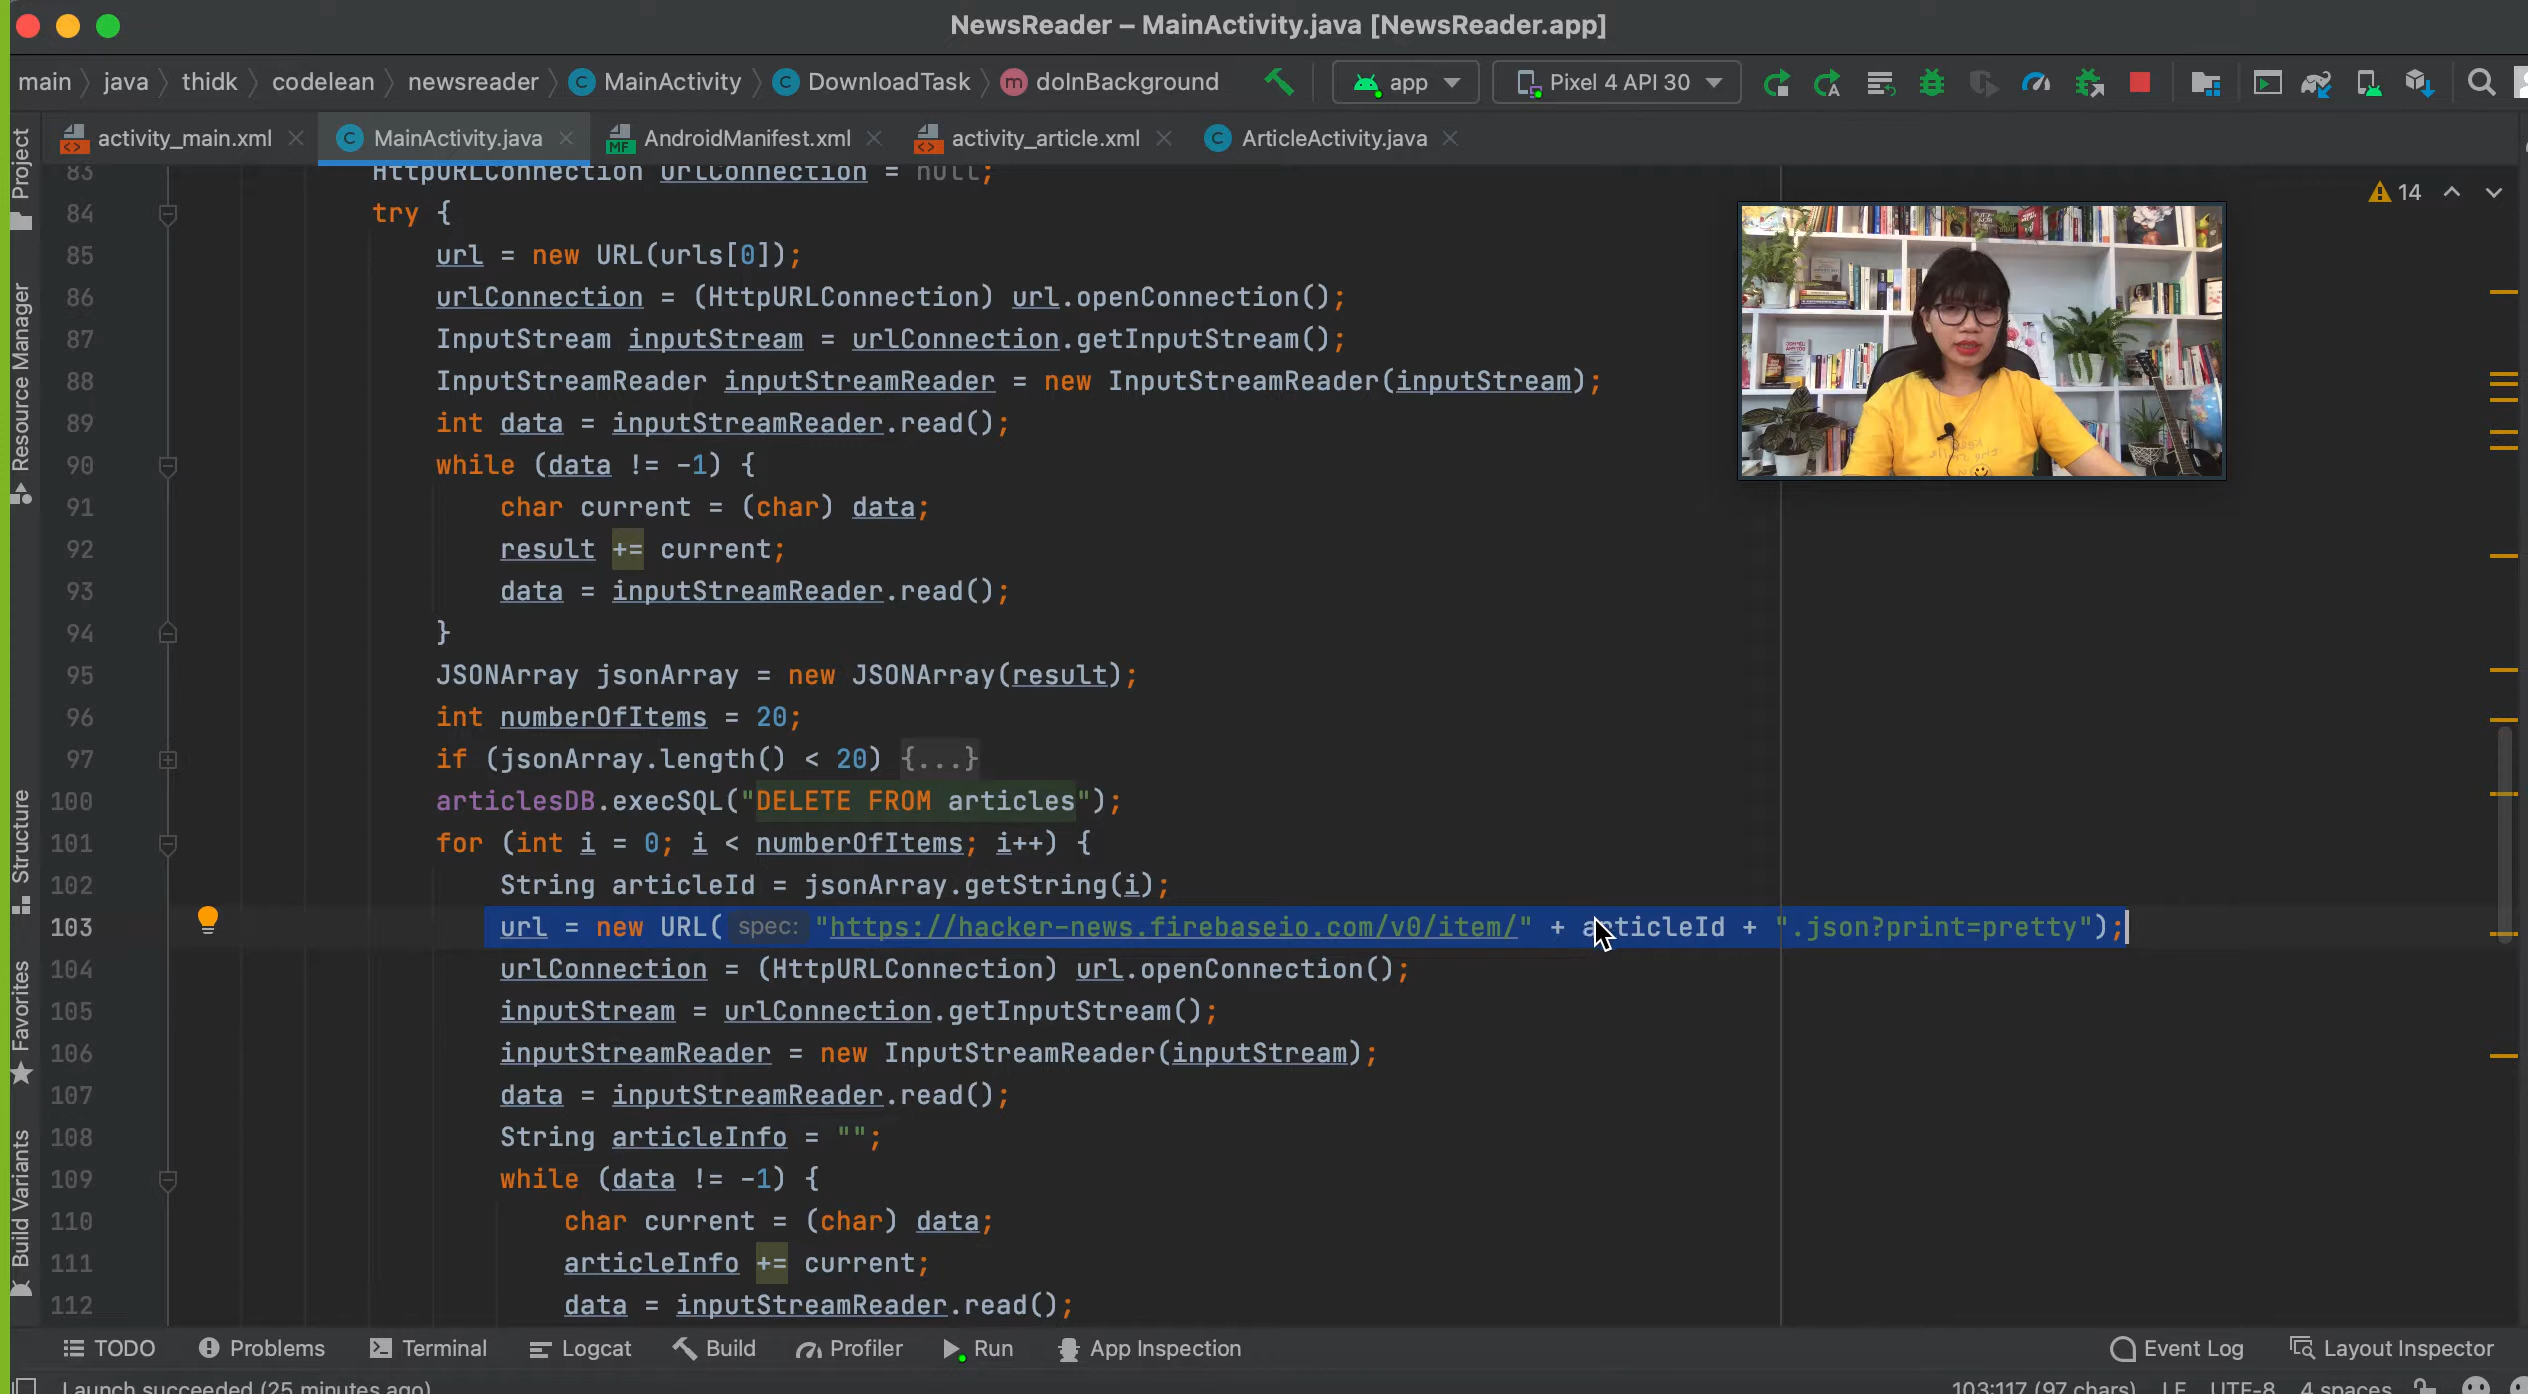 NewsReader – MainActivity.java [NewsReader.app]
main java thidk codelean newsreader MainActivity DownloadTask doInBackground app Pixel 4 API 30
activity_main.xml MainActivity.java AndroidManifest.xml activity_article.xml ArticleActivity.java
Project
Resource Manager
Structure
Favorites
Build Variants
14
83 HttpURLConnection urlConnection = null;
84 try {
85 url = new URL(urls[0]);
86 urlConnection = (HttpURLConnection) url.openConnection();
87 InputStream inputStream = urlConnection.getInputStream();
88 InputStreamReader inputStreamReader = new InputStreamReader(inputStream);
89 int data = inputStreamReader.read();
90 while (data != -1) {
91 char current = (char) data;
92 result += current;
93 data = inputStreamReader.read();
94 }
95 JSONArray jsonArray = new JSONArray(result);
96 int numberOfItems = 20;
97 if (jsonArray.length() < 20) {...}
100 articlesDB.execSQL("DELETE FROM articles");
101 for (int i = 0; i < numberOfItems; i++) {
102 String articleId = jsonArray.getString(i);
103 url = new URL( spec: "https://hacker-news.firebaseio.com/v0/item/" + articleId + ".json?print=pretty");
104 urlConnection = (HttpURLConnection) url.openConnection();
105 inputStream = urlConnection.getInputStream();
106 inputStreamReader = new InputStreamReader(inputStream);
107 data = inputStreamReader.read();
108 String articleInfo = "";
109 while (data != -1) {
110 char current = (char) data;
111 articleInfo += current;
112 data = inputStreamReader.read();
TODO Problems Terminal Logcat Build Profiler Run App Inspection Event Log Layout Inspector
Launch succeeded (25 minutes ago) 103:117 (97 chars) LF UTF-8 4 spaces